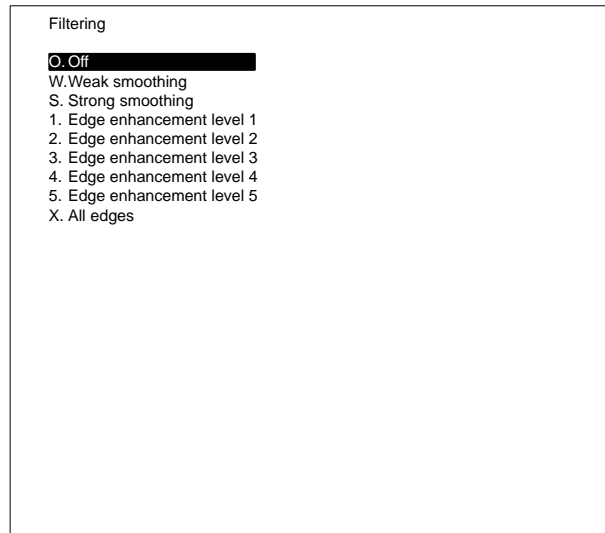 Filtering
O. Off
W.Weak smoothing
S. Strong smoothing
1. Edge enhancement level 1
2. Edge enhancement level 2
3. Edge enhancement level 3
4. Edge enhancement level 4
5. Edge enhancement level 5
X. All edges